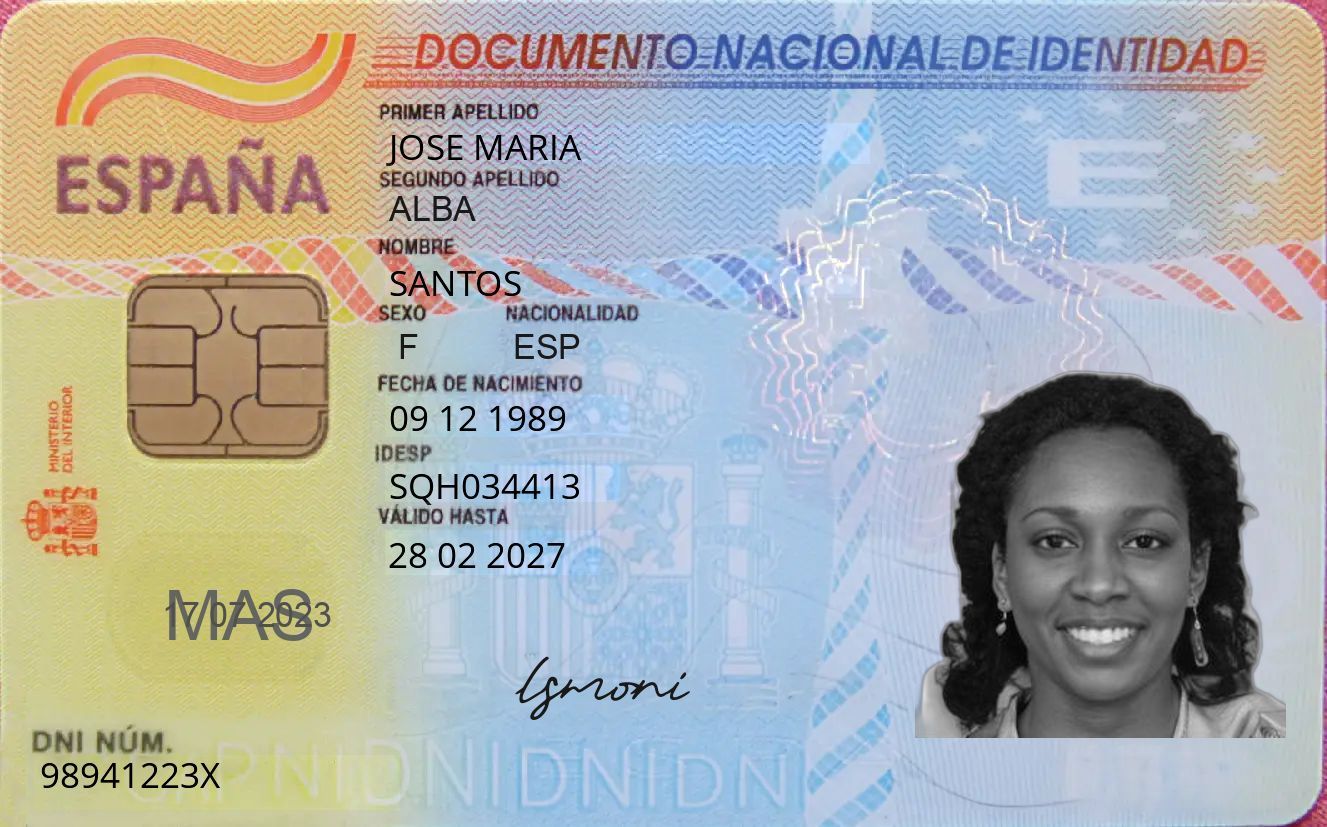 DOCUMENTO NACIONAL DE IDENTIDAD
ESPAÑA
PRIMER APELLIDO
JOSE MARIA
SEGUNDO APELLIDO
ALBA
NOMBRE
SANTOS
SEXO NACIONALIDAD
F ESP
FECHA DE NACIMIENTO
09 12 1989
IDESP
SQH034413
VÁLIDO HASTA
28 02 2027
MINISTERIO
DEL INTERIOR
E
17 07 2023
MAS
Lsmoni
DNI NÚM.
98941223X
DNIDNIDNIDN